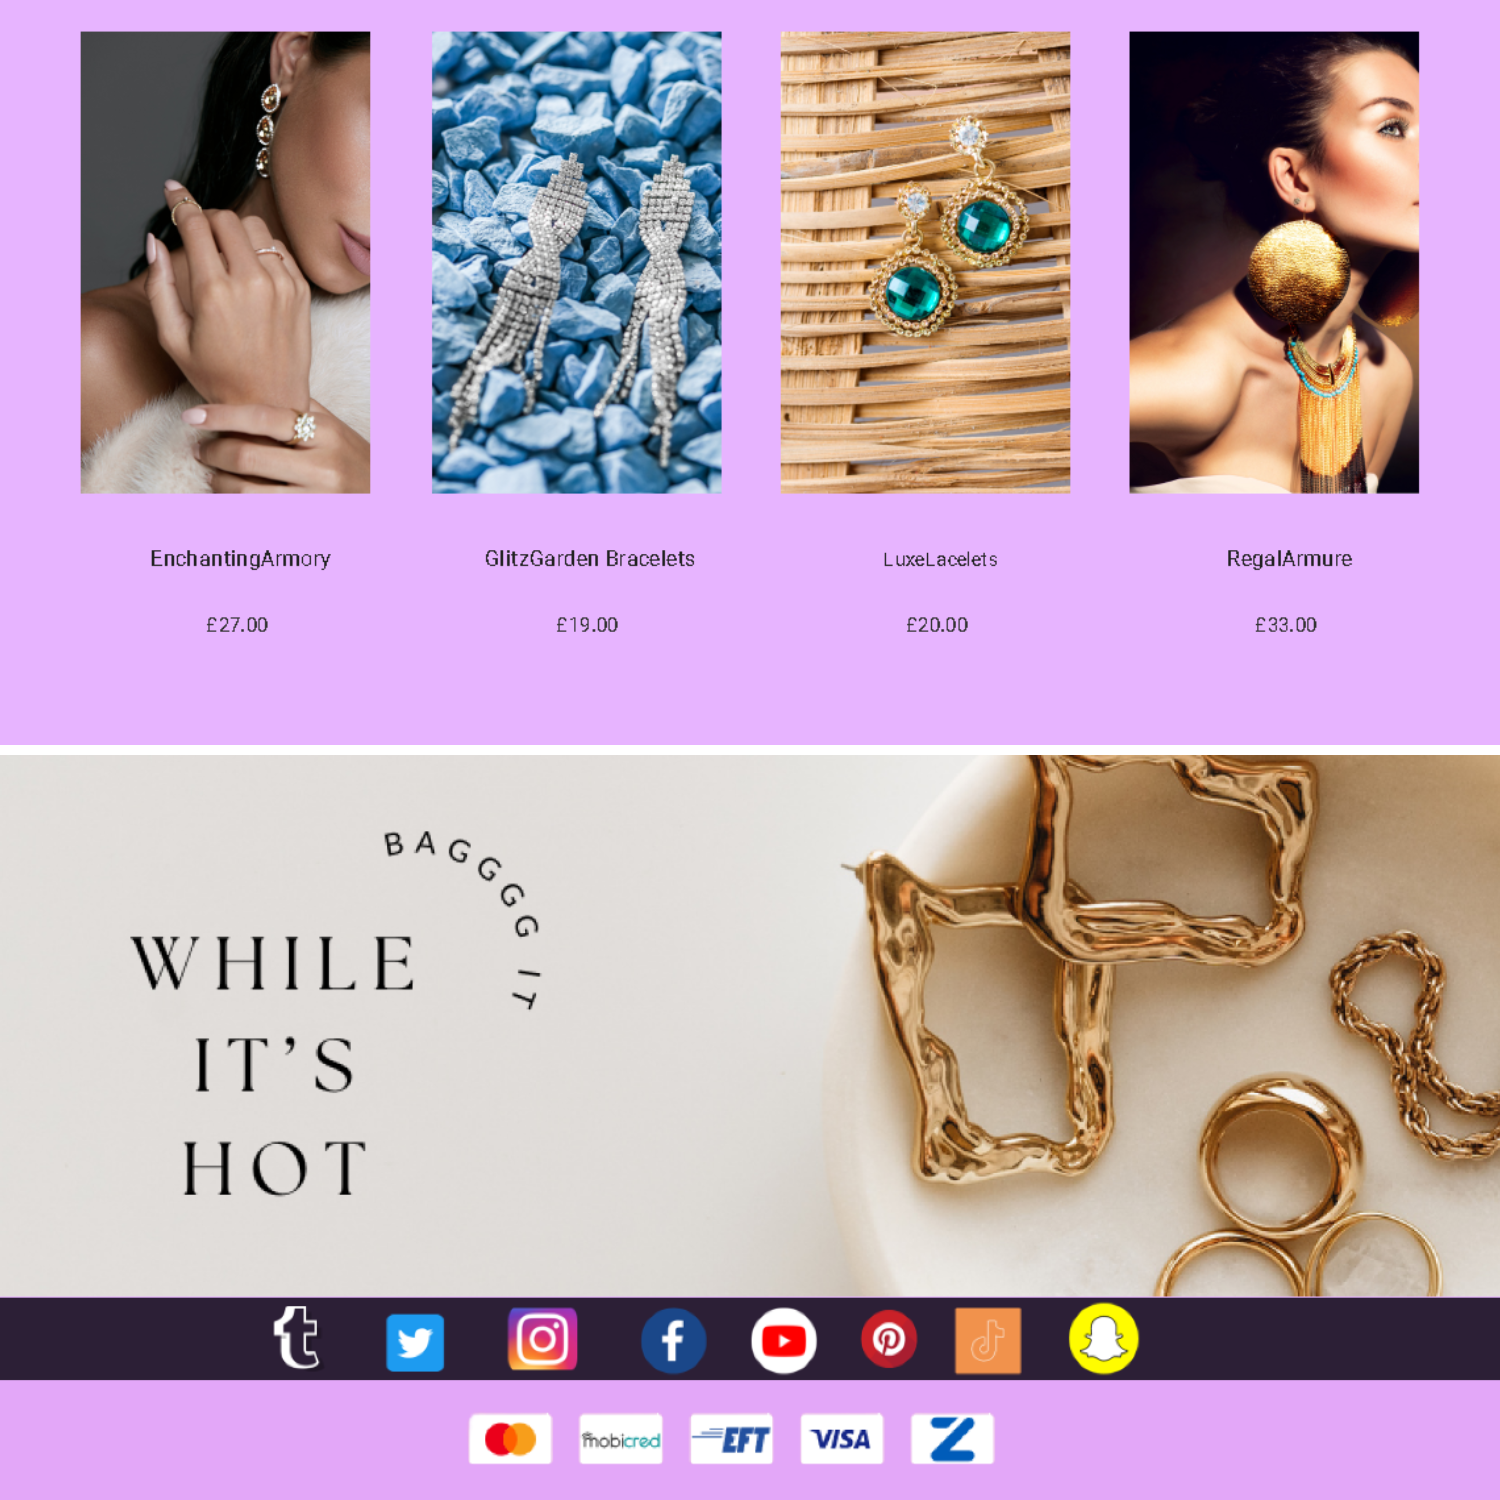 EnchantingArmory
GlitzGarden Bracelets
LuxeLacelets
RegalArmure
£27.00
£19.00
£20.00
£33.00
BAGGGG IT
WHILE
IT’S
HOT
mobicred
EFT
VISA